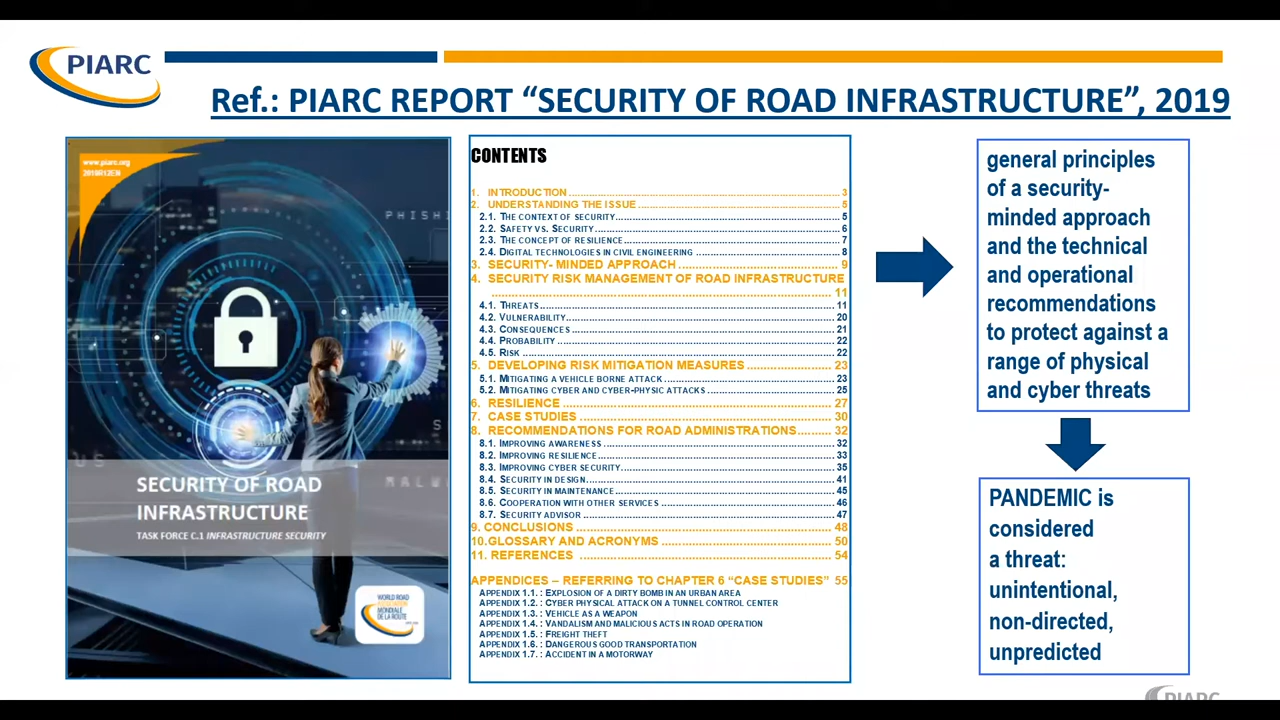 PIARC
Ref.: PIARC REPORT “SECURITY OF ROAD INFRASTRUCTURE”, 2019
www.piarc.org
2019R12EN
PHISHI
MALWA
SECURITY OF ROAD
INFRASTRUCTURE
TASK FORCE C.1 INFRASTRUCTURE SECURITY
WORLD ROAD
ASSOCIATION
MONDIALE
DE LA ROUTE
CONTENTS
1. INTRODUCTION 3
2. UNDERSTANDING THE ISSUE 5
2.1. THE CONTEXT OF SECURITY 5
2.2. SAFETY VS. SECURITY 6
2.3. THE CONCEPT OF RESILIENCE 7
2.4. DIGITAL TECHNOLOGIES IN CIVIL ENGINEERING 8
3. SECURITY- MINDED APPROACH 9
4. SECURITY RISK MANAGEMENT OF ROAD INFRASTRUCTURE
11
4.1. THREATS 11
4.2. VULNERABILITY 20
4.3. CONSEQUENCES 21
4.4. PROBABILITY 22
4.5. RISK 22
5. DEVELOPING RISK MITIGATION MEASURES 23
5.1. MITIGATING A VEHICLE BORNE ATTACK 23
5.2. MITIGATING CYBER AND CYBER-PHYSIC ATTACKS 25
6. RESILIENCE 27
7. CASE STUDIES 30
8. RECOMMENDATIONS FOR ROAD ADMINISTRATIONS 32
8.1. IMPROVING AWARENESS 32
8.2. IMPROVING RESILIENCE 33
8.3. IMPROVING CYBER SECURITY 35
8.4. SECURITY IN DESIGN 41
8.5. SECURITY IN MAINTENANCE 45
8.6. COOPERATION WITH OTHER SERVICES 46
8.7. SECURITY ADVISOR 47
9. CONCLUSIONS 48
10.GLOSSARY AND ACRONYMS 50
11. REFERENCES 54
APPENDICES – REFERRING TO CHAPTER 6 “CASE STUDIES” 55
APPENDIX 1.1. : EXPLOSION OF A DIRTY BOMB IN AN URBAN AREA
APPENDIX 1.2. : CYBER PHYSICAL ATTACK ON A TUNNEL CONTROL CENTER
APPENDIX 1.3. : VEHICLE AS A WEAPON
APPENDIX 1.4. : VANDALISM AND MALICIOUS ACTS IN ROAD OPERATION
APPENDIX 1.5. : FREIGHT THEFT
APPENDIX 1.6. : DANGEROUS GOOD TRANSPORTATION
APPENDIX 1.7. : ACCIDENT IN A MOTORWAY
general principles
of a security-
minded approach
and the technical
and operational
recommendations
to protect against a
range of physical
and cyber threats
PANDEMIC is
considered
a threat:
unintentional,
non-directed,
unpredicted
PIARC